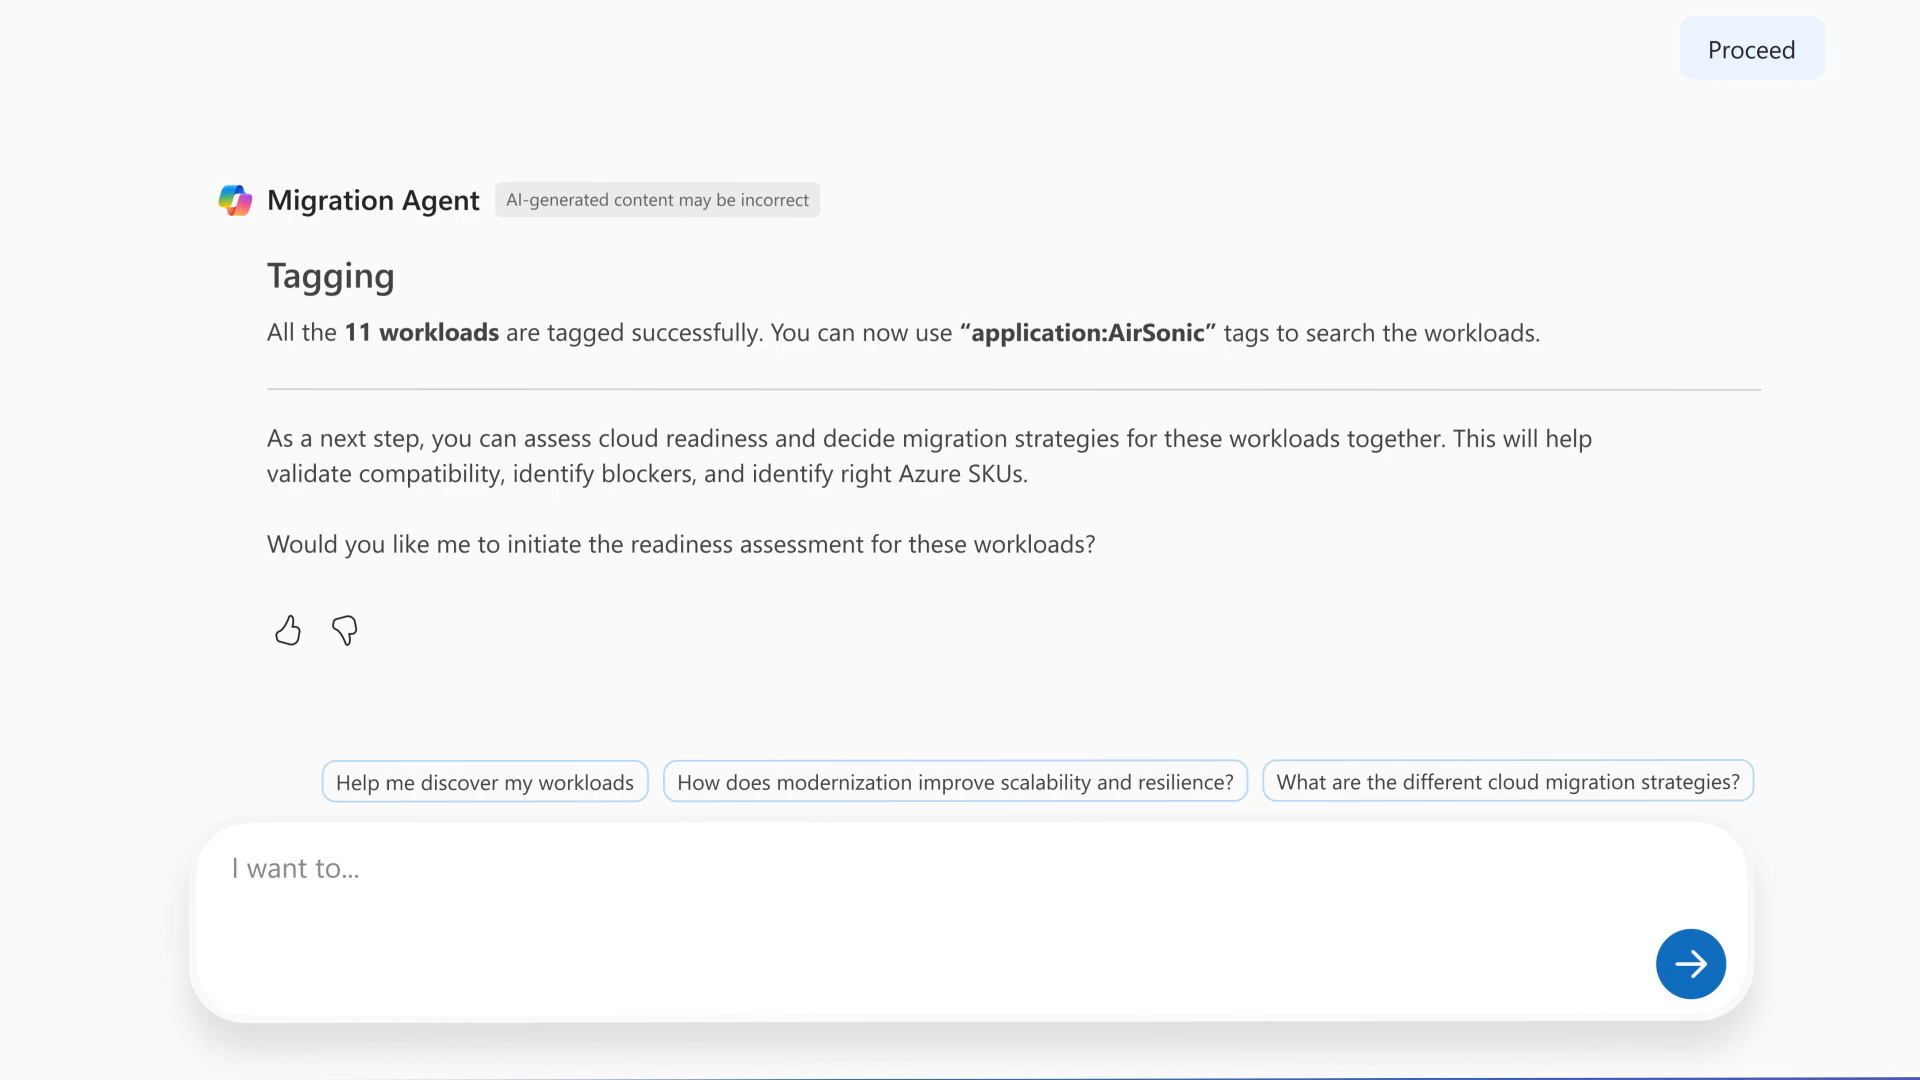 Proceed
Migration Agent AI-generated content may be incorrect
Tagging
All the 11 workloads are tagged successfully. You can now use “application:AirSonic” tags to search the workloads.
As a next step, you can assess cloud readiness and decide migration strategies for these workloads together. This will help
validate compatibility, identify blockers, and identify right Azure SKUs.
Would you like me to initiate the readiness assessment for these workloads?
Help me discover my workloads How does modernization improve scalability and resilience? What are the different cloud migration strategies?
I want to...